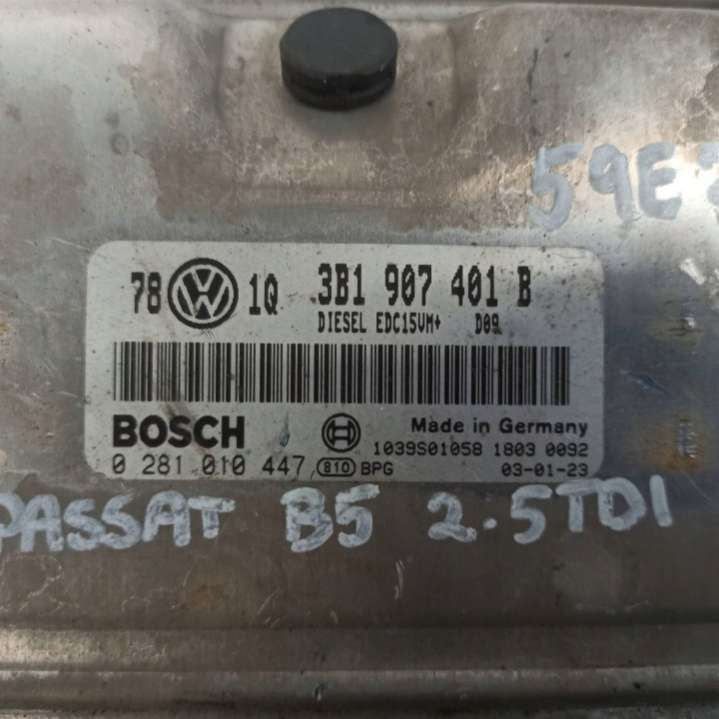 59E
78 VW 1Q 3B1 907 401 B
DIESEL EDC15VM+ D09
BOSCH Made in Germany
1039S01058 1803 0092
0 281 010 447 810 BPG 03-01-23
PASSAT B5 2.5TDI